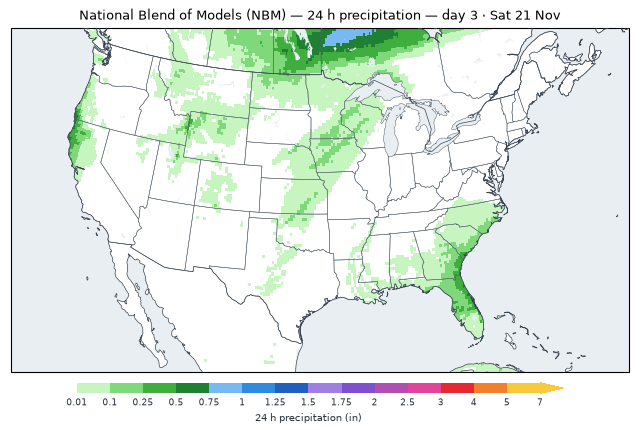 National Blend of Models (NBM) — 24 h precipitation — day 3 · Sat 21 Nov
0.01 0.1 0.25 0.5 0.75 1 1.25 1.5 1.75 2 2.5 3 4 5 7
24 h precipitation (in)